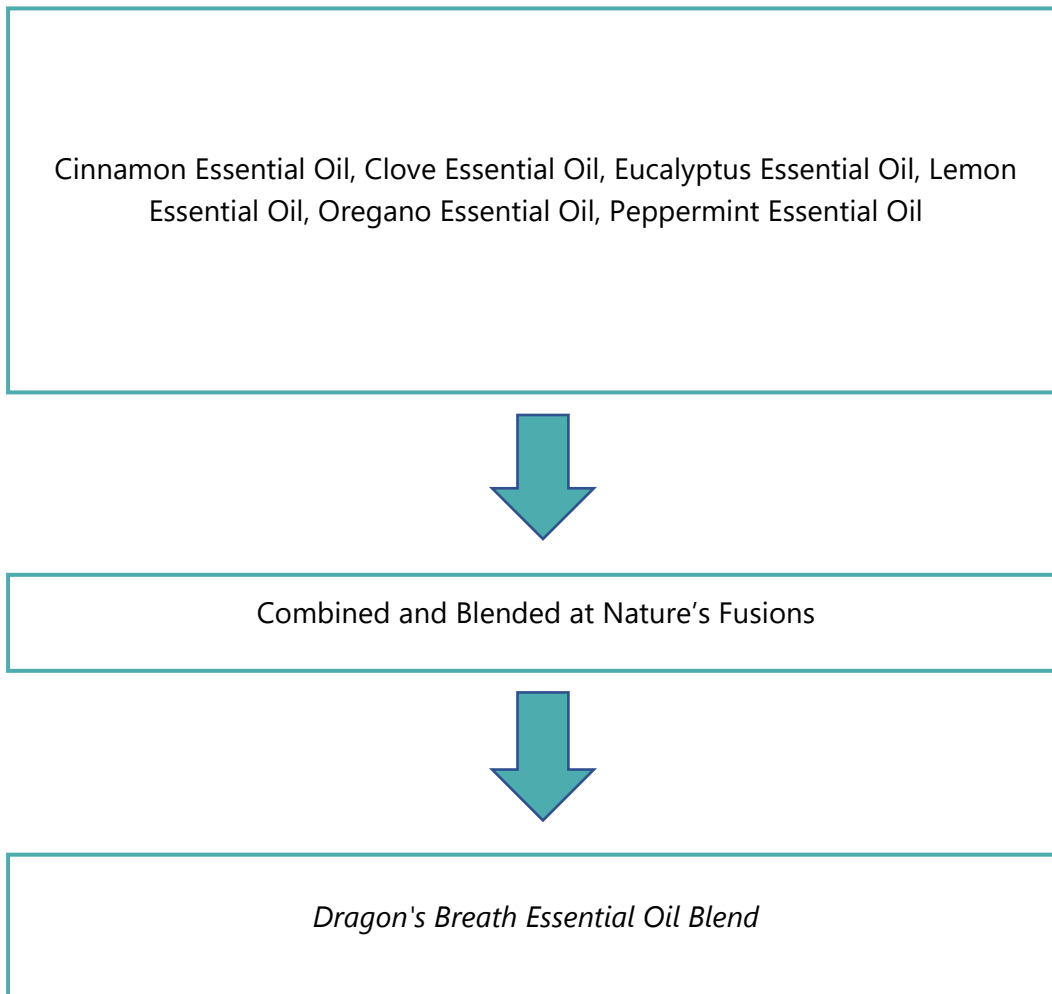 Cinnamon Essential Oil, Clove Essential Oil, Eucalyptus Essential Oil, Lemon
Essential Oil, Oregano Essential Oil, Peppermint Essential Oil
Combined and Blended at Nature’s Fusions
Dragon's Breath Essential Oil Blend